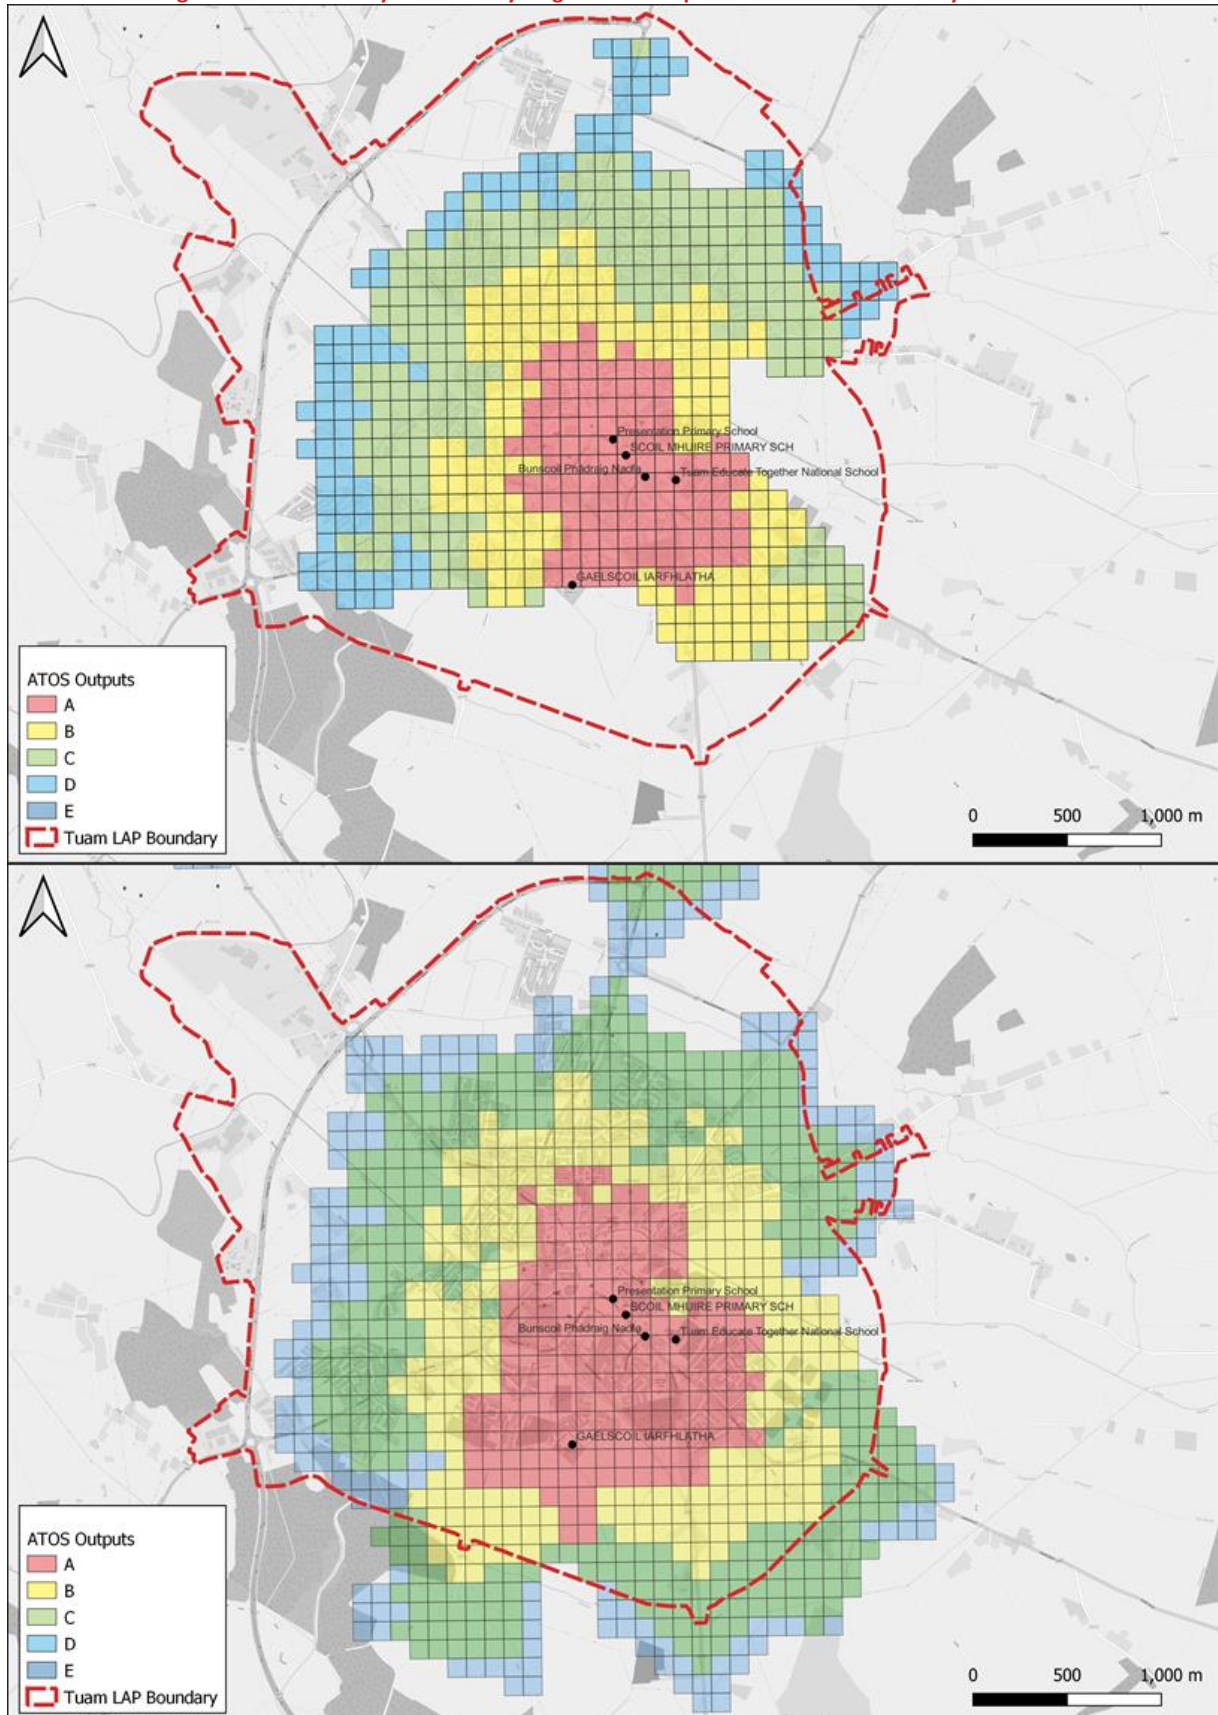 Presentation Primary School
SCOIL MHUIRE PRIMARY SCH
Bunscoil Phádraig Nadfa
Tuam Educate Together National School
GAELSCOIL IARFHLATHA
ATOS Outputs
A
B
C
D
E
Tuam LAP Boundary
0 500 1,000 m
Presentation Primary School
SCOIL MHUIRE PRIMARY SCH
Bunscoil Phádraig Nadfa
Tuam Educate Together National School
GAELSCOIL IARFHLATHA
ATOS Outputs
A
B
C
D
E
Tuam LAP Boundary
0 500 1,000 m